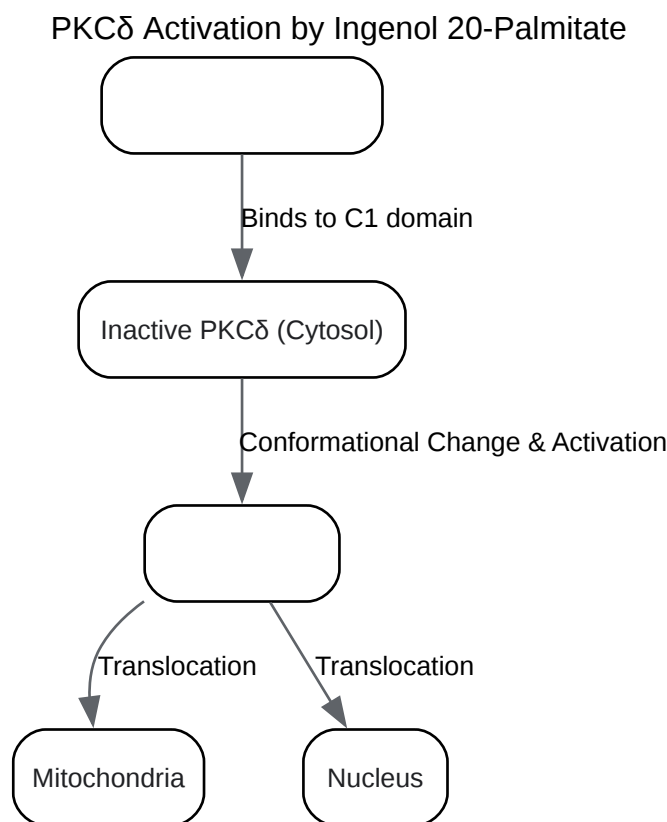 PKCδ Activation by Ingenol 20-Palmitate
Binds to C1 domain
Inactive PKCδ (Cytosol)
Conformational Change & Activation
Translocation
Translocation
Mitochondria
Nucleus